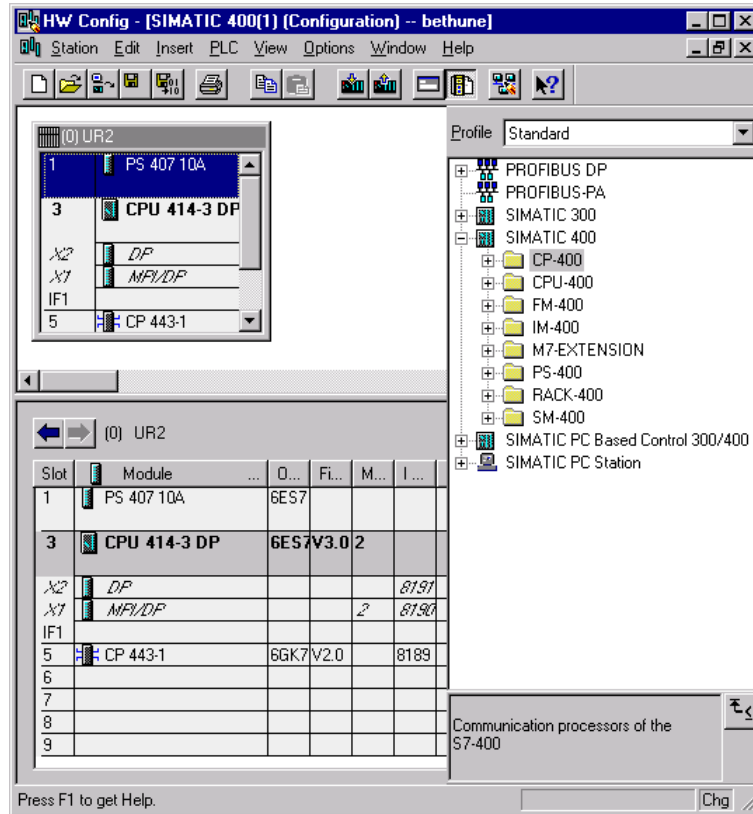 HW Config - [SIMATIC 400(1) (Configuration) -- bethune]
Station Edit Insert PLC View Options Window Help
(0) UR2
1 PS 407 10A
3 CPU 414-3 DP
X2 DP
X1 MPI/DP
IF1
5 CP 443-1
Profile Standard
PROFIBUS DP
PROFIBUS-PA
SIMATIC 300
SIMATIC 400
CP-400
CPU-400
FM-400
IM-400
M7-EXTENSION
PS-400
RACK-400
SM-400
SIMATIC PC Based Control 300/400
SIMATIC PC Station
(0) UR2
Slot Module ... O... Fi... M... I ...
1 PS 407 10A 6ES7
3 CPU 414-3 DP 6ES7 V3.0 2
X2 DP 8191
X1 MPI/DP 2 8190
IF1
5 CP 443-1 6GK7 V2.0 8189
6
7
8
9
Communication processors of the
S7-400
Press F1 to get Help. Chg